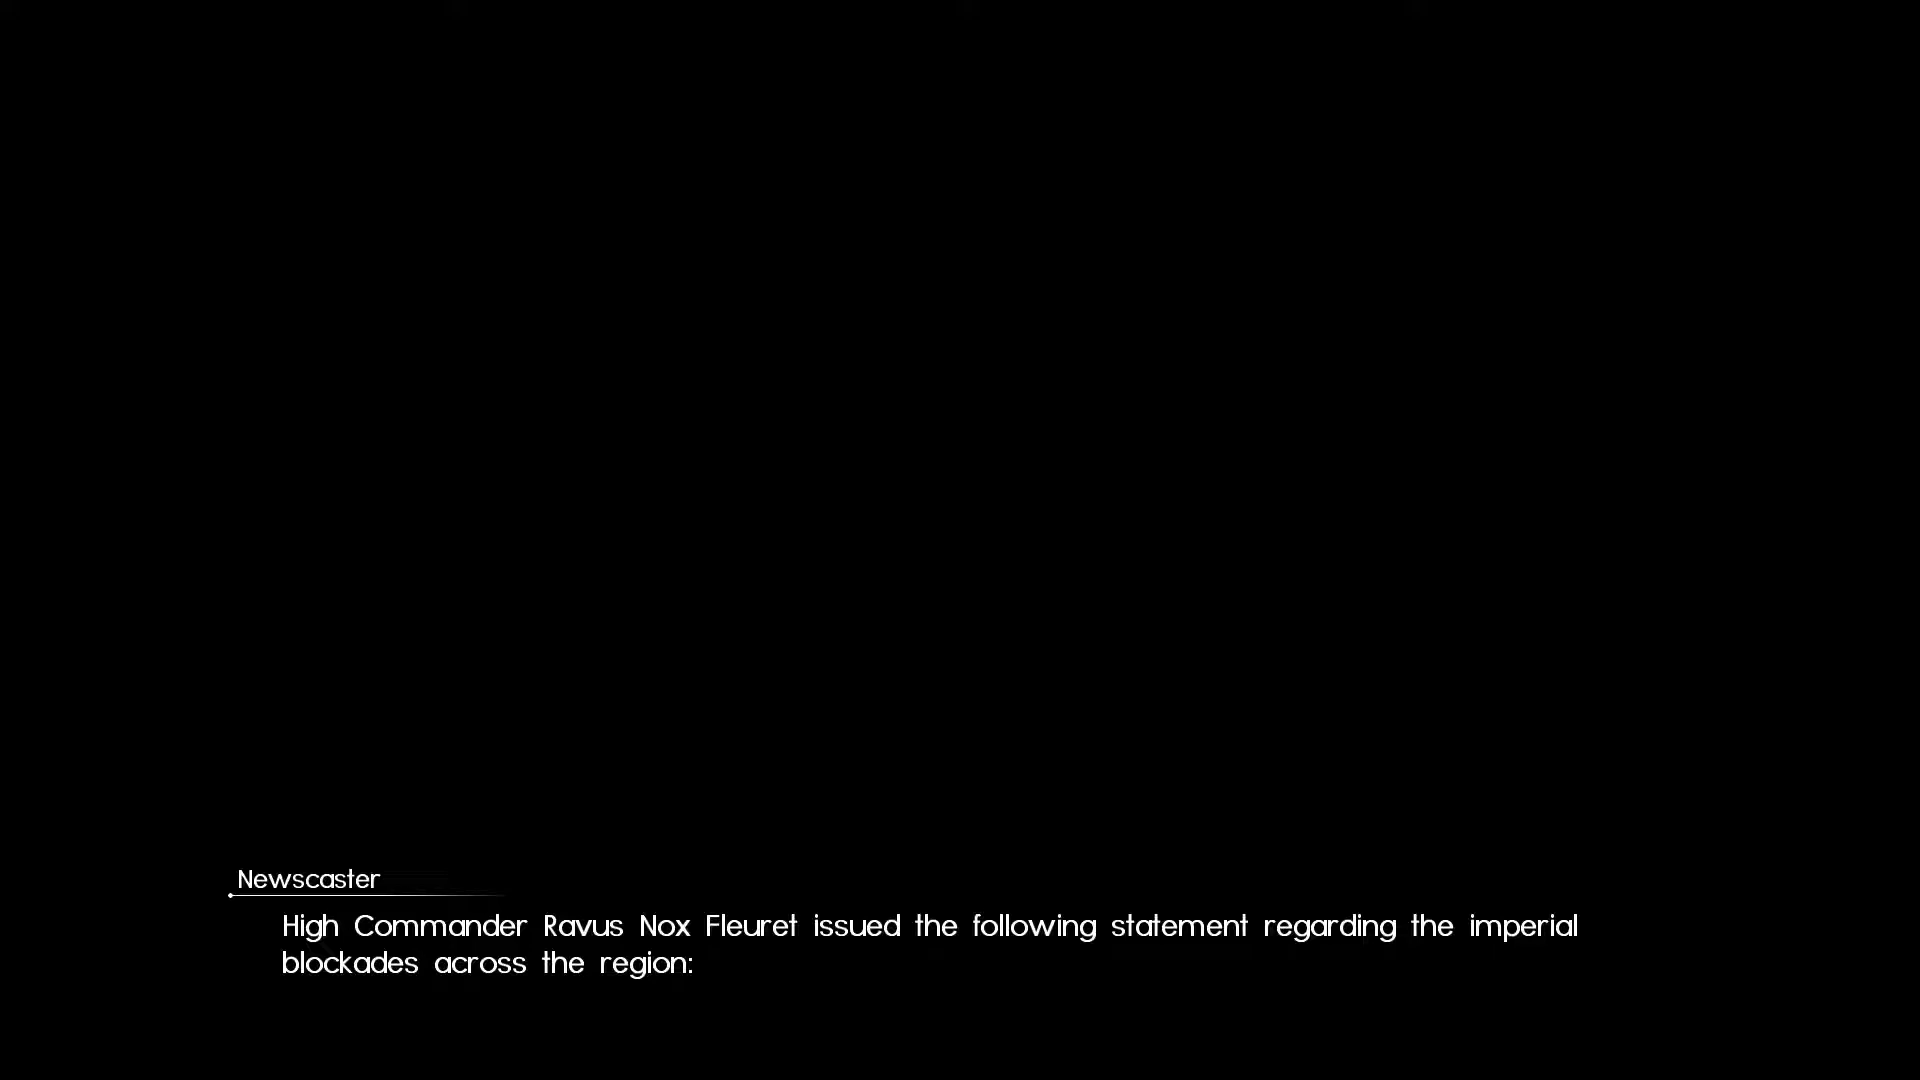 Newscaster
High Commander Ravus Nox Fleuret issued the following statement regarding the imperial
blockades across the region: